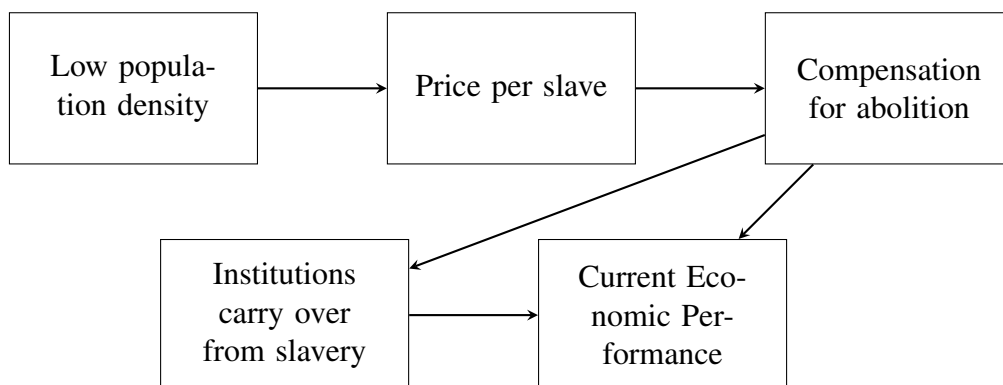 Low popula-
tion density
Price per slave
Compensation
for abolition
Institutions
carry over
from slavery
Current Eco-
nomic Per-
formance